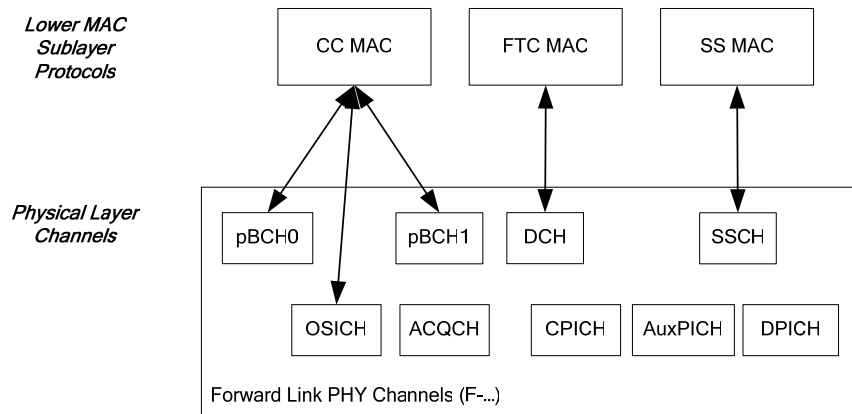 Lower MAC
Sublayer
Protocols
CC MAC
FTC MAC
SS MAC
Physical Layer
Channels
pBCH0
pBCH1
DCH
SSCH
OSICH
ACQCH
CPICH
AuxPICH
DPICH
Forward Link PHY Channels (F-...)